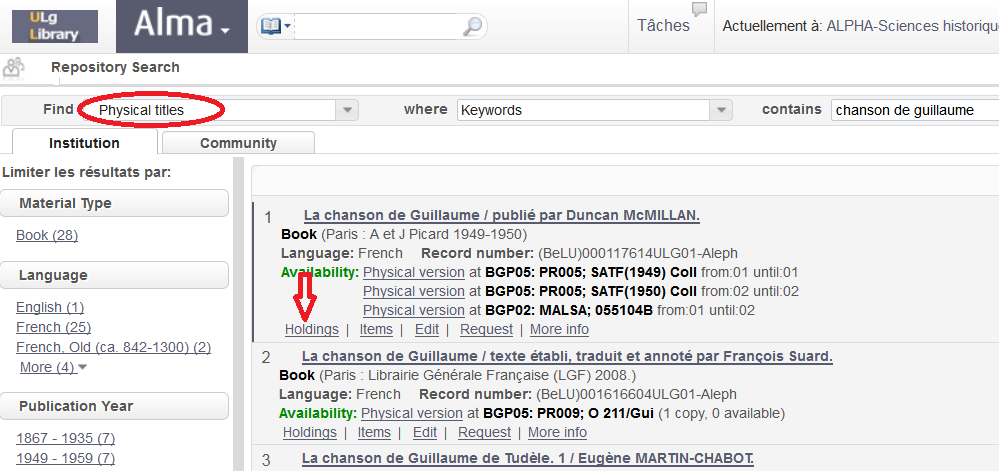 ULg Library
Alma
Tâches
Actuellement à: ALPHA-Sciences historique
Repository Search
Find Physical titles where Keywords contains chanson de guillaume
Institution Community
Limiter les résultats par:
Material Type
Book (28)
Language
English (1)
French (25)
French, Old (ca. 842-1300) (2)
More (4)
Publication Year
1867 - 1935 (7)
1949 - 1959 (7)
1 La chanson de Guillaume / publié par Duncan McMILLAN.
Book (Paris : A et J Picard 1949-1950)
Language: French Record number: (BeLU)000117614ULG01-Aleph
Availability: Physical version at BGP05: PR005; SATF(1949) Coll from:01 until:01
Physical version at BGP05: PR005; SATF(1950) Coll from:02 until:02
Physical version at BGP02: MALSA; 055104B from:01 until:02
Holdings | Items | Edit | Request | More info
2 La chanson de Guillaume / texte établi, traduit et annoté par François Suard.
Book (Paris : Librairie Générale Française (LGF) 2008.)
Language: French Record number: (BeLU)001616604ULG01-Aleph
Availability: Physical version at BGP05: PR009; O 211/Gui (1 copy, 0 available)
Holdings | Items | Edit | Request | More info
3 La chanson de Guillaume de Tudèle. 1 / Eugène MARTIN-CHABOT.